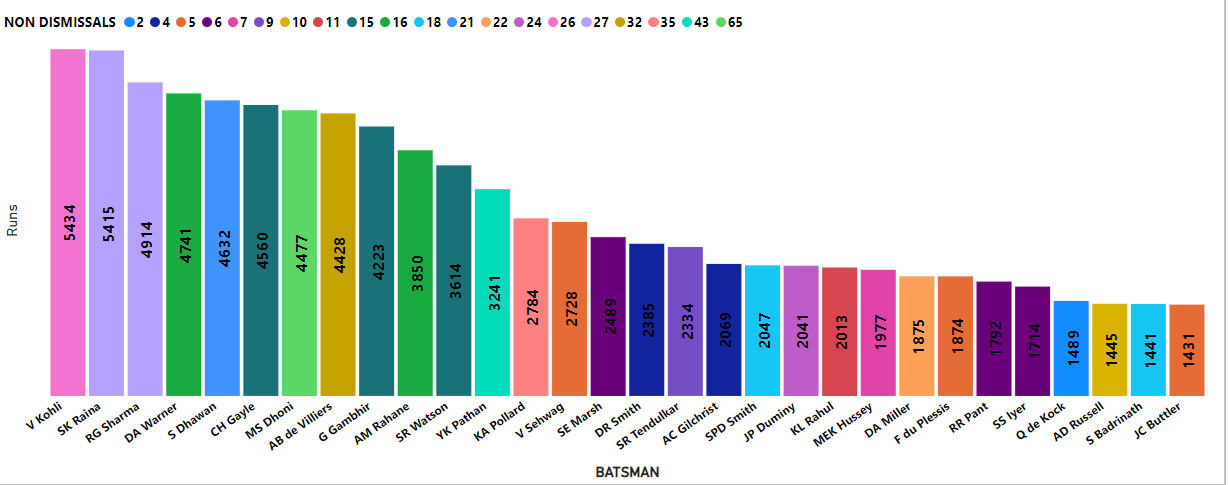 NON DISMISSALS 2 4 5 6 7 9 10 11 15 16 18 21 22 24 26 27 32 35 43 65
Runs
5434 5415 4914 4741 4632 4560 4477 4428 4223 3850 3614 3241 2784 2728 2489 2385 2334 2069 2047 2041 2013 1977 1875 1874 1792 1714 1489 1445 1441 1431
V Kohli SK Raina RG Sharma DA Warner S Dhawan CH Gayle MS Dhoni AB de Villiers G Gambhir AM Rahane SR Watson YK Pathan KA Pollard V Sehwag SE Marsh DR Smith SR Tendulkar AC Gilchrist SPD Smith JP Duminy KL Rahul MEK Hussey DA Miller F du Plessis RR Pant SS Iyer Q de Kock AD Russell S Badrinath JC Buttler
BATSMAN